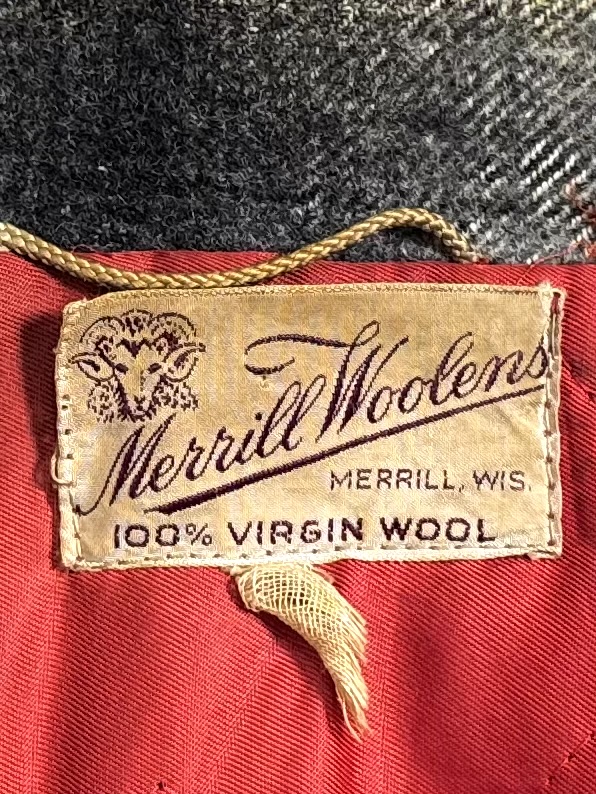 Merrill Woolens
MERRILL, WIS.
100% VIRGIN WOOL